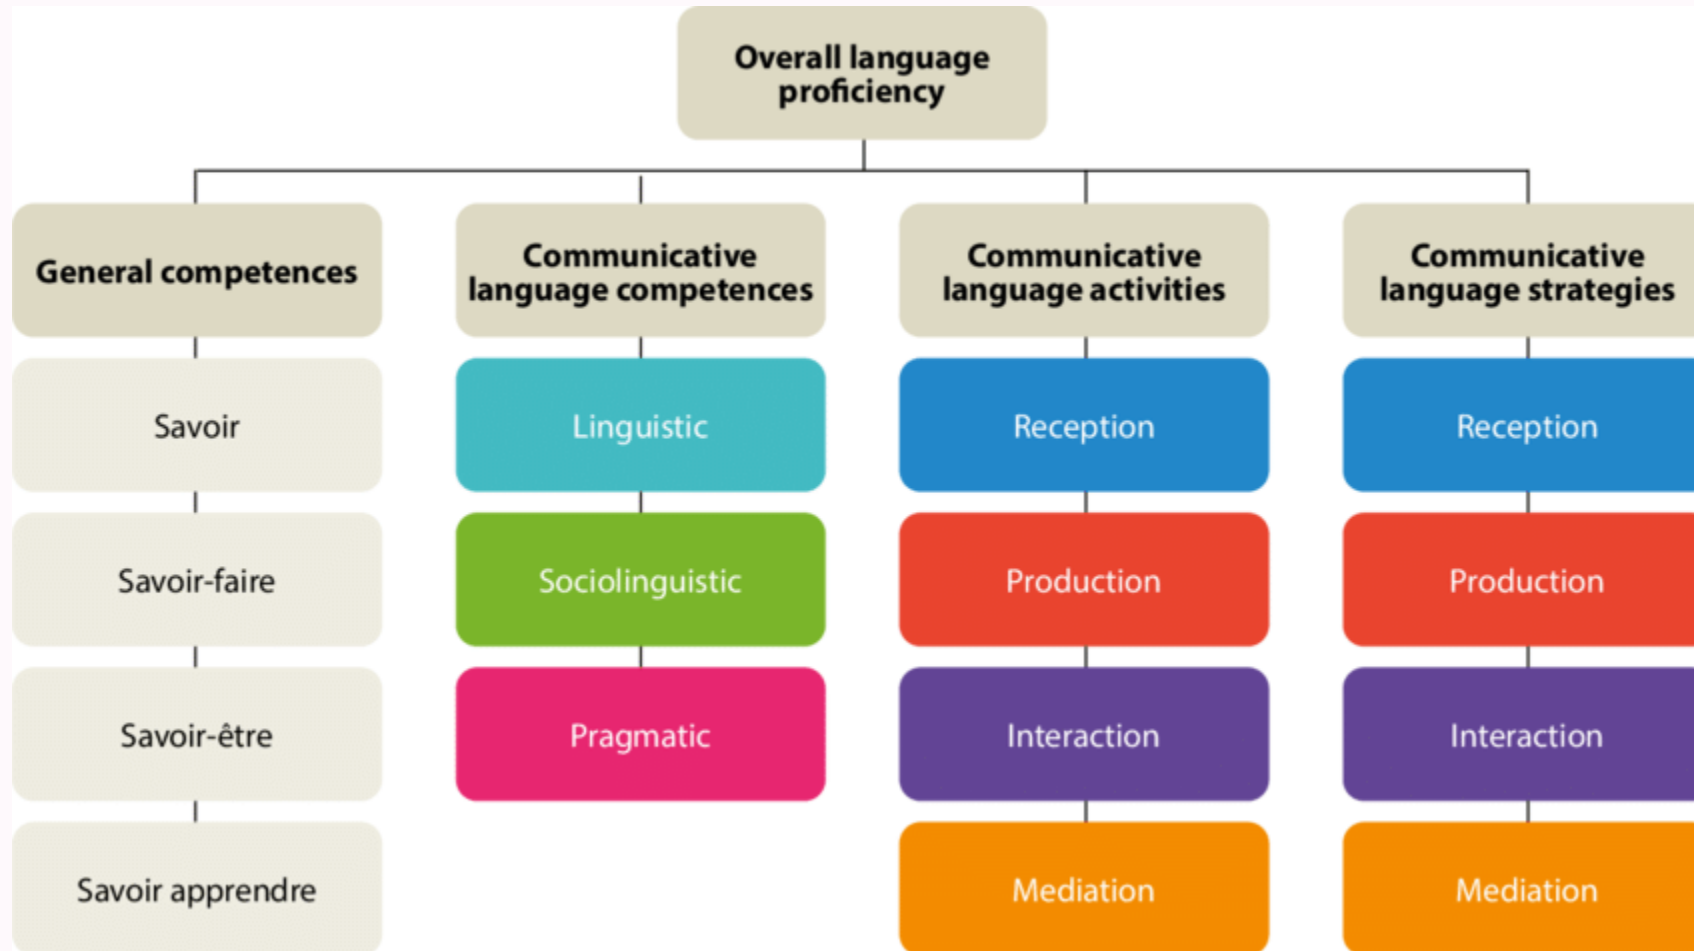 Overall language
proficiency
General competences
Communicative
language competences
Communicative
language activities
Communicative
language strategies
Savoir
Linguistic
Reception
Reception
Savoir-faire
Sociolinguistic
Production
Production
Savoir-être
Pragmatic
Interaction
Interaction
Savoir apprendre
Mediation
Mediation